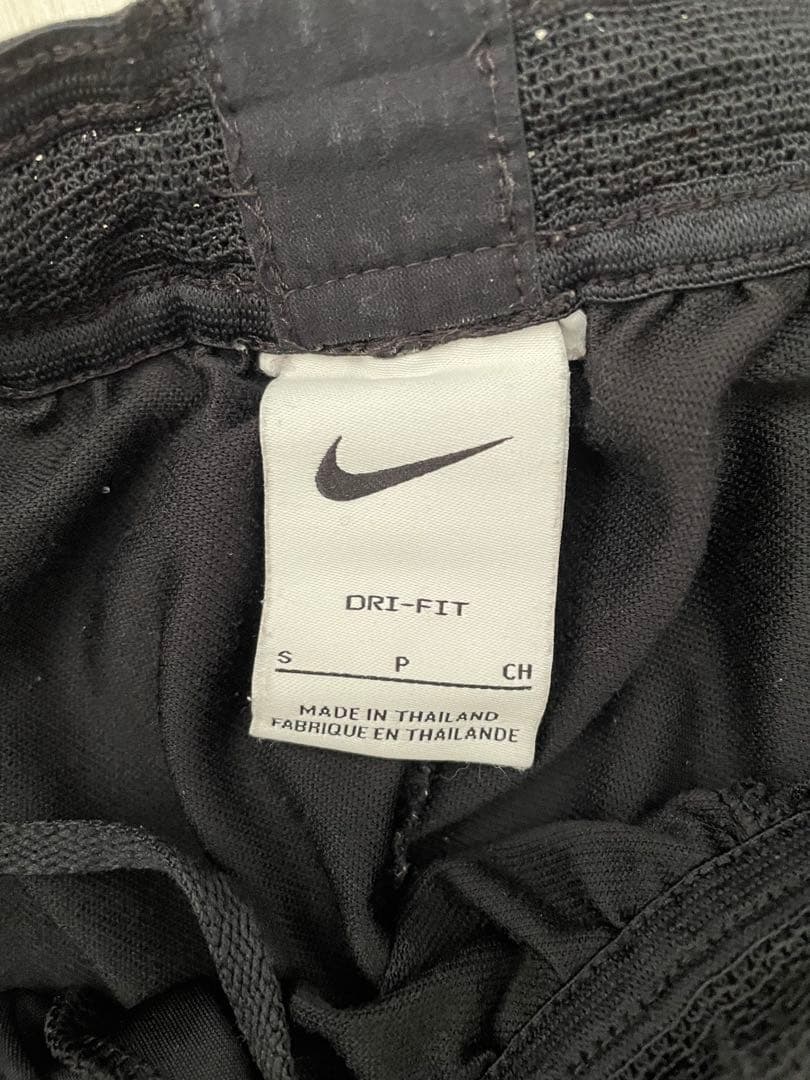 DRI-FIT
S P CH
MADE IN THAILAND
FABRIQUE EN THAILANDE